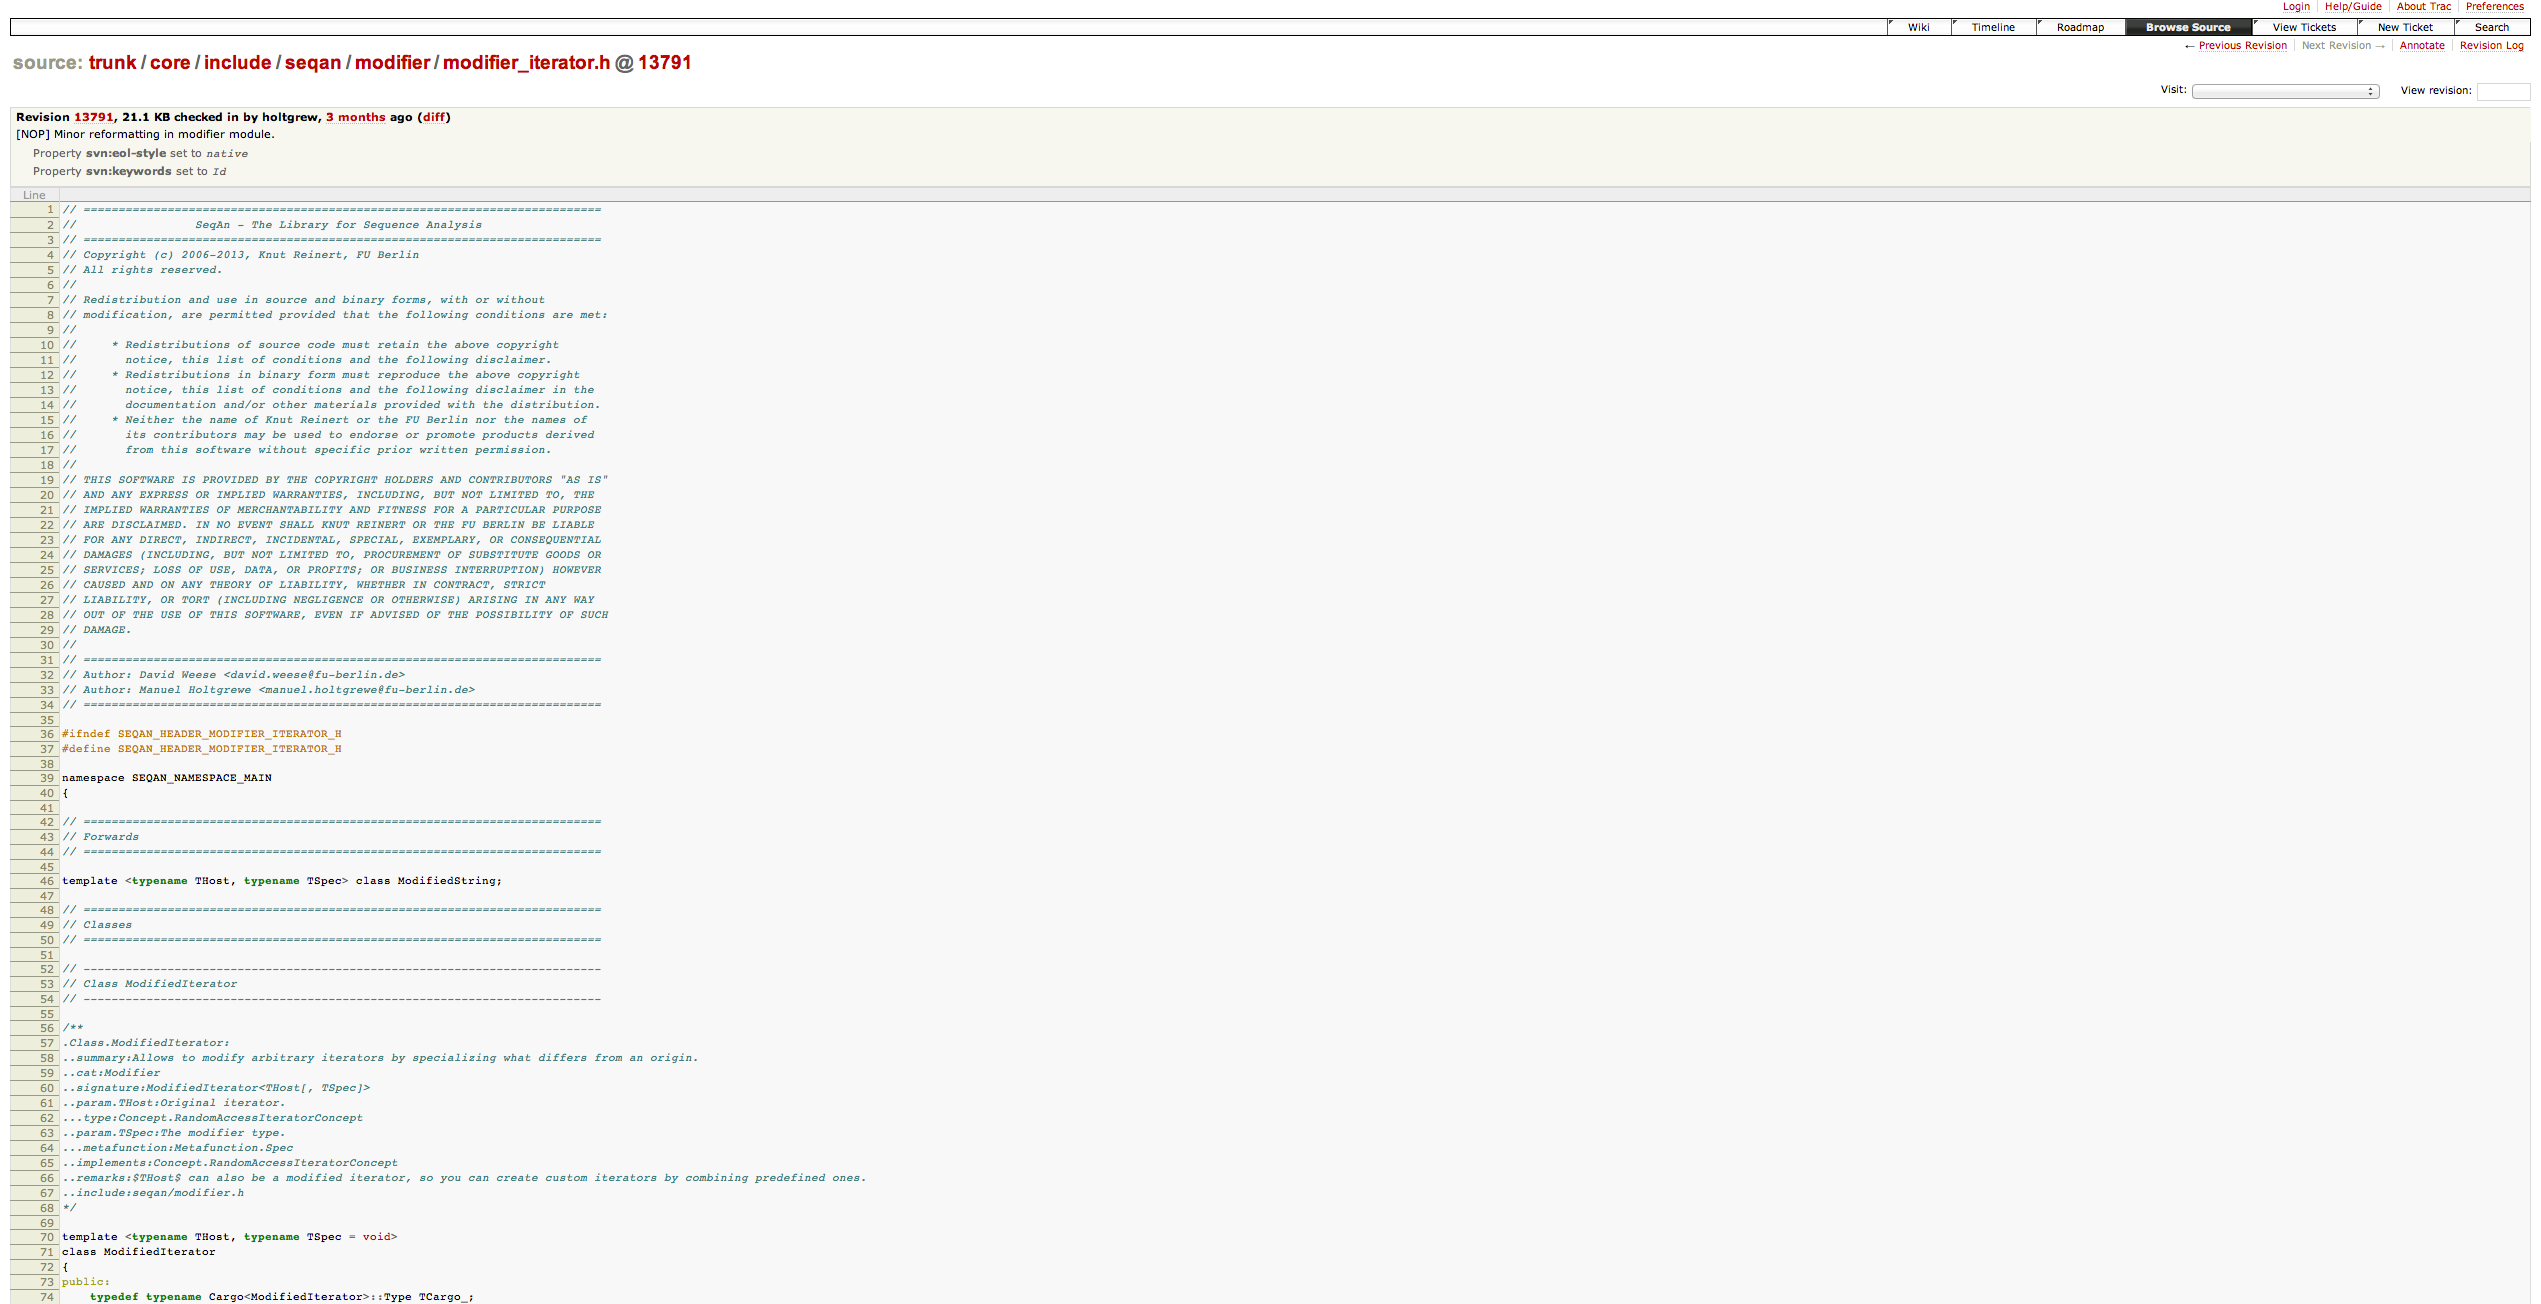 Login | Help/Guide | About Trac | Preferences
Wiki Timeline Roadmap Browse Source View Tickets New Ticket Search
← Previous Revision | Next Revision → | Annotate | Revision Log
source: trunk / core / include / seqan / modifier / modifier_iterator.h @ 13791
Visit: View revision:
Revision 13791, 21.1 KB checked in by holtgrew, 3 months ago (diff)
[NOP] Minor reformatting in modifier module.
Property svn:eol-style set to native
Property svn:keywords set to Id
Line
1 // ==========================================================================
2 //                 SeqAn - The Library for Sequence Analysis
3 // ==========================================================================
4 // Copyright (c) 2006-2013, Knut Reinert, FU Berlin
5 // All rights reserved.
6 //
7 // Redistribution and use in source and binary forms, with or without
8 // modification, are permitted provided that the following conditions are met:
9 //
10 //     * Redistributions of source code must retain the above copyright
11 //       notice, this list of conditions and the following disclaimer.
12 //     * Redistributions in binary form must reproduce the above copyright
13 //       notice, this list of conditions and the following disclaimer in the
14 //       documentation and/or other materials provided with the distribution.
15 //     * Neither the name of Knut Reinert or the FU Berlin nor the names of
16 //       its contributors may be used to endorse or promote products derived
17 //       from this software without specific prior written permission.
18 //
19 // THIS SOFTWARE IS PROVIDED BY THE COPYRIGHT HOLDERS AND CONTRIBUTORS "AS IS"
20 // AND ANY EXPRESS OR IMPLIED WARRANTIES, INCLUDING, BUT NOT LIMITED TO, THE
21 // IMPLIED WARRANTIES OF MERCHANTABILITY AND FITNESS FOR A PARTICULAR PURPOSE
22 // ARE DISCLAIMED. IN NO EVENT SHALL KNUT REINERT OR THE FU BERLIN BE LIABLE
23 // FOR ANY DIRECT, INDIRECT, INCIDENTAL, SPECIAL, EXEMPLARY, OR CONSEQUENTIAL
24 // DAMAGES (INCLUDING, BUT NOT LIMITED TO, PROCUREMENT OF SUBSTITUTE GOODS OR
25 // SERVICES; LOSS OF USE, DATA, OR PROFITS; OR BUSINESS INTERRUPTION) HOWEVER
26 // CAUSED AND ON ANY THEORY OF LIABILITY, WHETHER IN CONTRACT, STRICT
27 // LIABILITY, OR TORT (INCLUDING NEGLIGENCE OR OTHERWISE) ARISING IN ANY WAY
28 // OUT OF THE USE OF THIS SOFTWARE, EVEN IF ADVISED OF THE POSSIBILITY OF SUCH
29 // DAMAGE.
30 //
31 // ==========================================================================
32 // Author: David Weese <david.weese@fu-berlin.de>
33 // Author: Manuel Holtgrewe <manuel.holtgrewe@fu-berlin.de>
34 // ==========================================================================
35
36 #ifndef SEQAN_HEADER_MODIFIER_ITERATOR_H
37 #define SEQAN_HEADER_MODIFIER_ITERATOR_H
38
39 namespace SEQAN_NAMESPACE_MAIN
40 {
41
42 // ==========================================================================
43 // Forwards
44 // ==========================================================================
45
46 template <typename THost, typename TSpec> class ModifiedString;
47
48 // ==========================================================================
49 // Classes
50 // ==========================================================================
51
52 // --------------------------------------------------------------------------
53 // Class ModifiedIterator
54 // --------------------------------------------------------------------------
55
56 /**
57 .Class.ModifiedIterator:
58 ..summary:Allows to modify arbitrary iterators by specializing what differs from an origin.
59 ..cat:Modifier
60 ..signature:ModifiedIterator<THost[, TSpec]>
61 ..param.THost:Original iterator.
62 ...type:Concept.RandomAccessIteratorConcept
63 ..param.TSpec:The modifier type.
64 ...metafunction:Metafunction.Spec
65 ..implements:Concept.RandomAccessIteratorConcept
66 ..remarks:$THost$ can also be a modified iterator, so you can create custom iterators by combining predefined ones.
67 ..include:seqan/modifier.h
68 */
69
70 template <typename THost, typename TSpec = void>
71 class ModifiedIterator
72 {
73 public:
74     typedef typename Cargo<ModifiedIterator>::Type TCargo_;